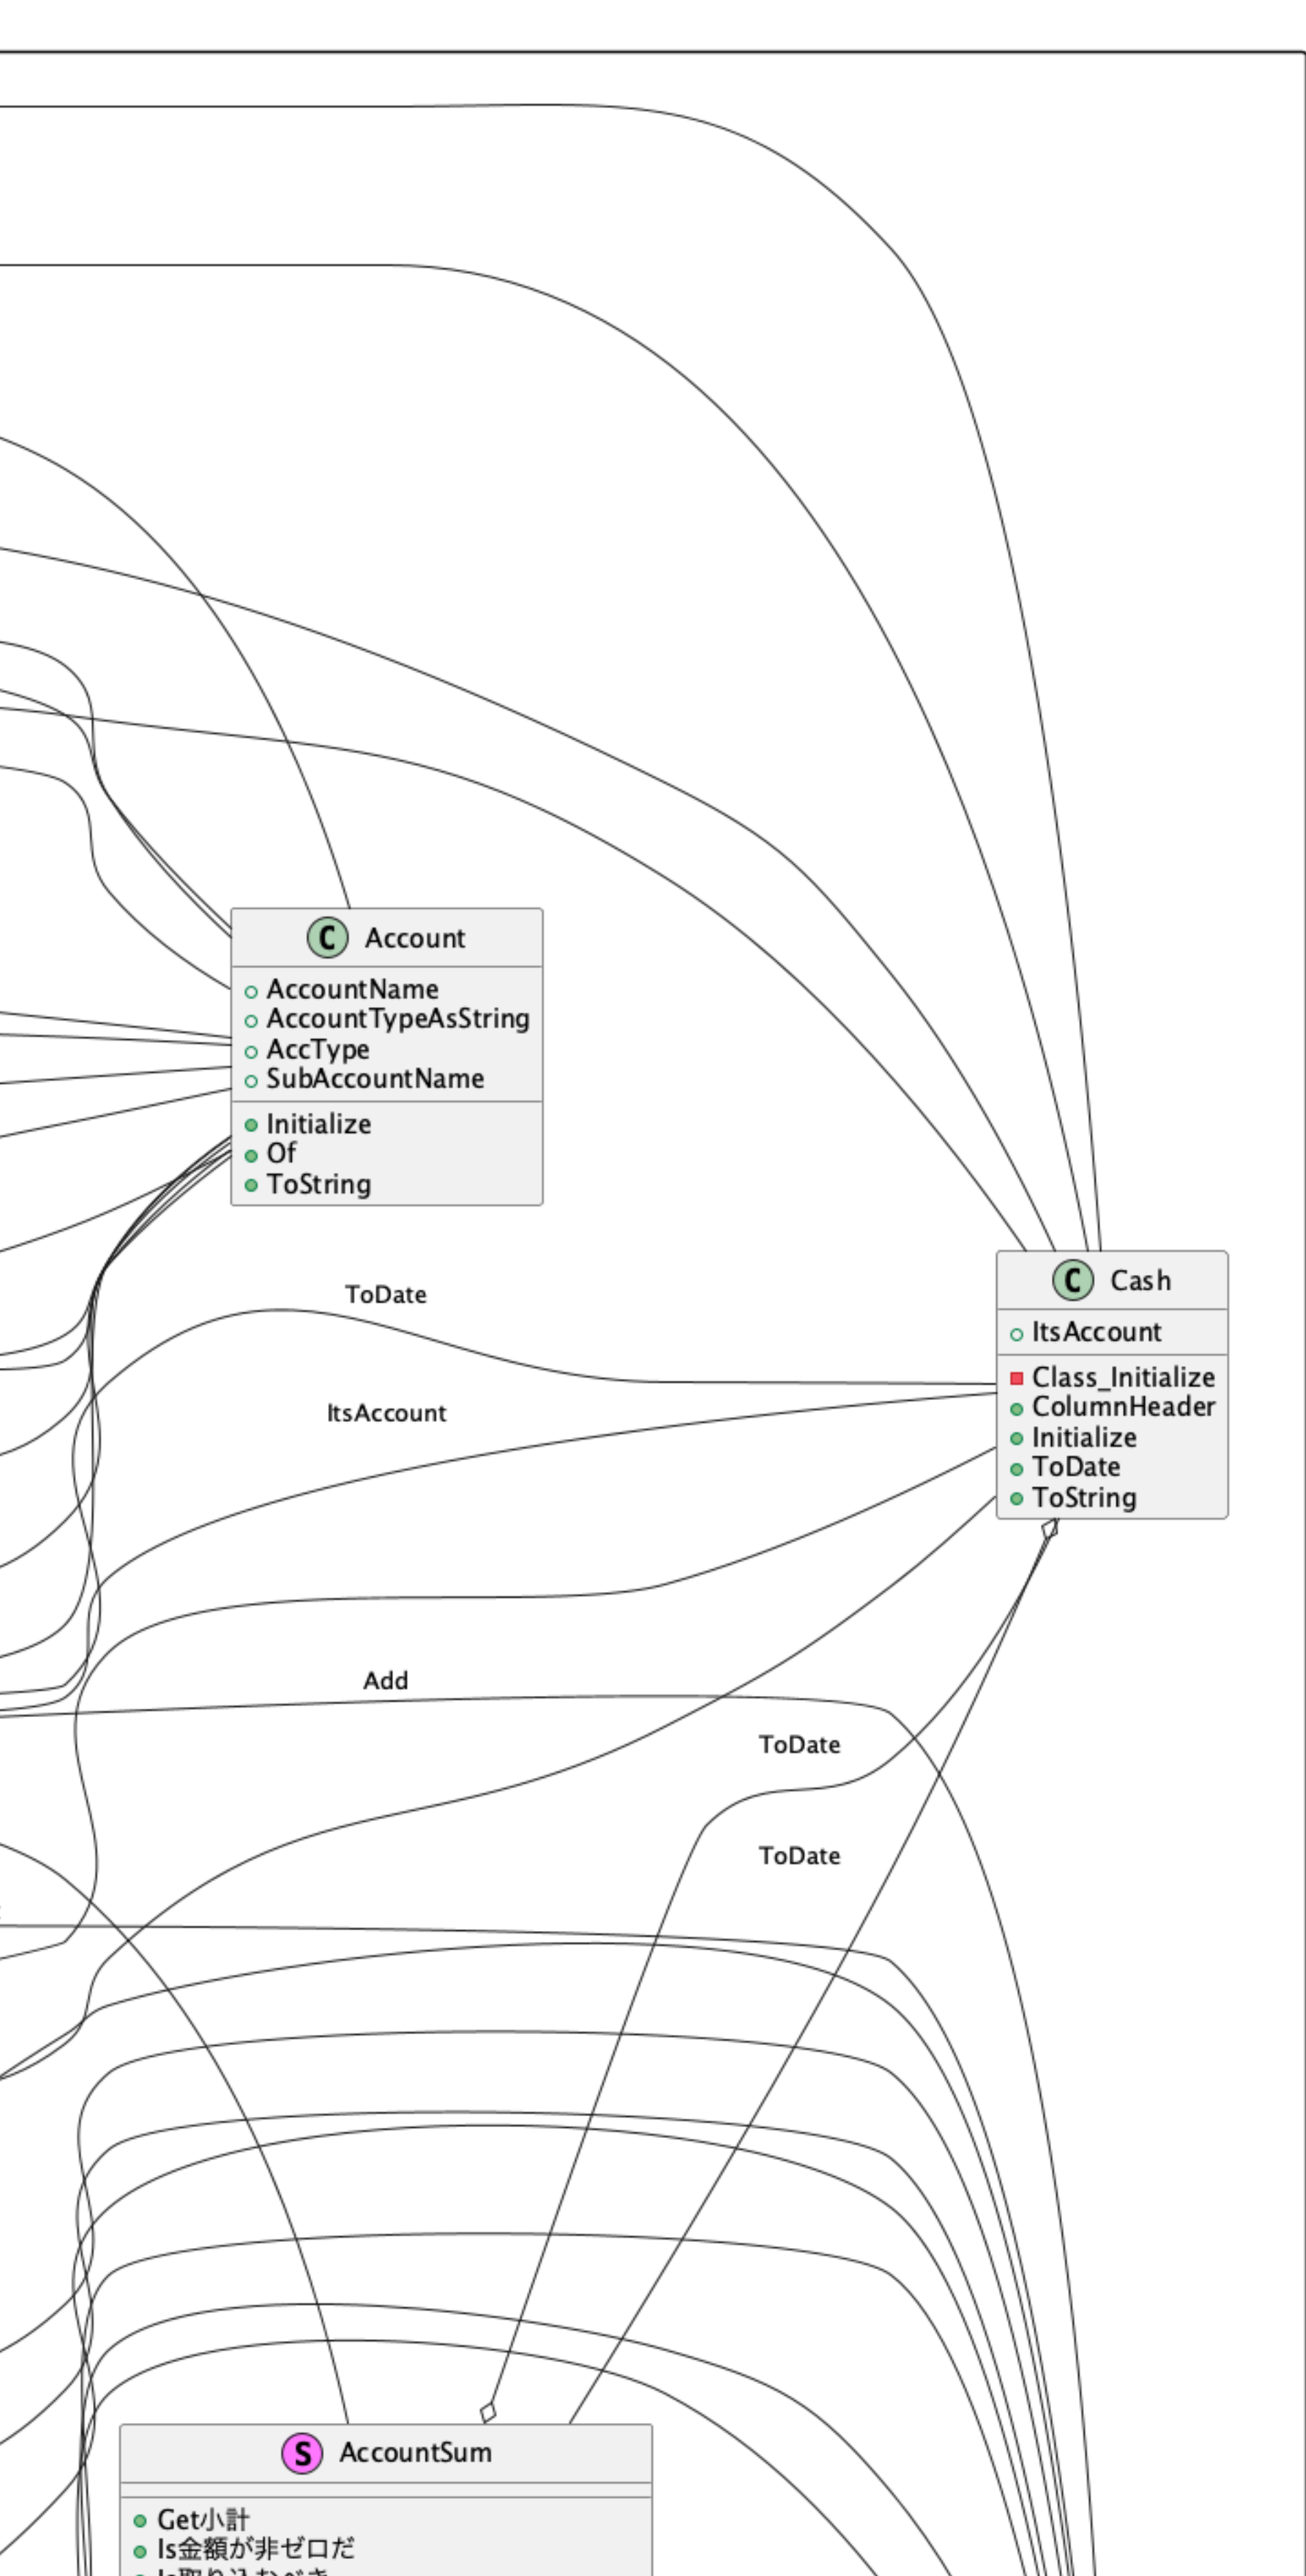 C Account
AccountName
AccountTypeAsString
AccType
SubAccountName
Initialize
Of
ToString
ToDate
C Cash
ItsAccount
Class_Initialize
ColumnHeader
Initialize
ToDate
ToString
ItsAccount
Add
ToDate
ToDate
S AccountSum
Get小計
Is金額が非ゼロだ